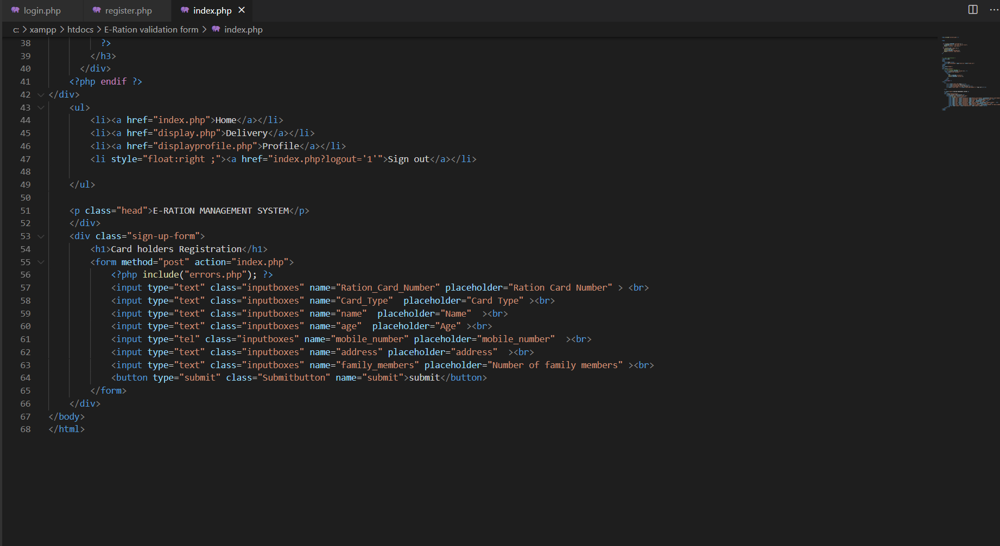 login.php register.php index.php
c: > xampp > htdocs > E-Ration validation form > index.php
38 ?>
39 </h3>
40 </div>
41 <?php endif ?>
42 </div>
43 <ul>
44 <li><a href="index.php">Home</a></li>
45 <li><a href="display.php">Delivery</a></li>
46 <li><a href="displayprofile.php">Profile</a></li>
47 <li style="float:right ;"><a href="index.php?logout='1'">Sign out</a></li>
48
49 </ul>
50
51 <p class="head">E-RATION MANAGEMENT SYSTEM</p>
52 </div>
53 <div class="sign-up-form">
54 <h1>Card holders Registration</h1>
55 <form method="post" action="index.php">
56 <?php include("errors.php"); ?>
57 <input type="text" class="inputboxes" name="Ration_Card_Number" placeholder="Ration Card Number" > <br>
58 <input type="text" class="inputboxes" name="Card_Type"  placeholder="Card Type" ><br>
59 <input type="text" class="inputboxes" name="name"  placeholder="Name"  ><br>
60 <input type="text" class="inputboxes" name="age"  placeholder="Age" ><br>
61 <input type="tel" class="inputboxes" name="mobile_number" placeholder="mobile_number"  ><br>
62 <input type="text" class="inputboxes" name="address" placeholder="address"  ><br>
63 <input type="text" class="inputboxes" name="family_members" placeholder="Number of family members" ><br>
64 <button type="submit" class="Submitbutton" name="submit">submit</button>
65 </form>
66 </div>
67 </body>
68 </html>